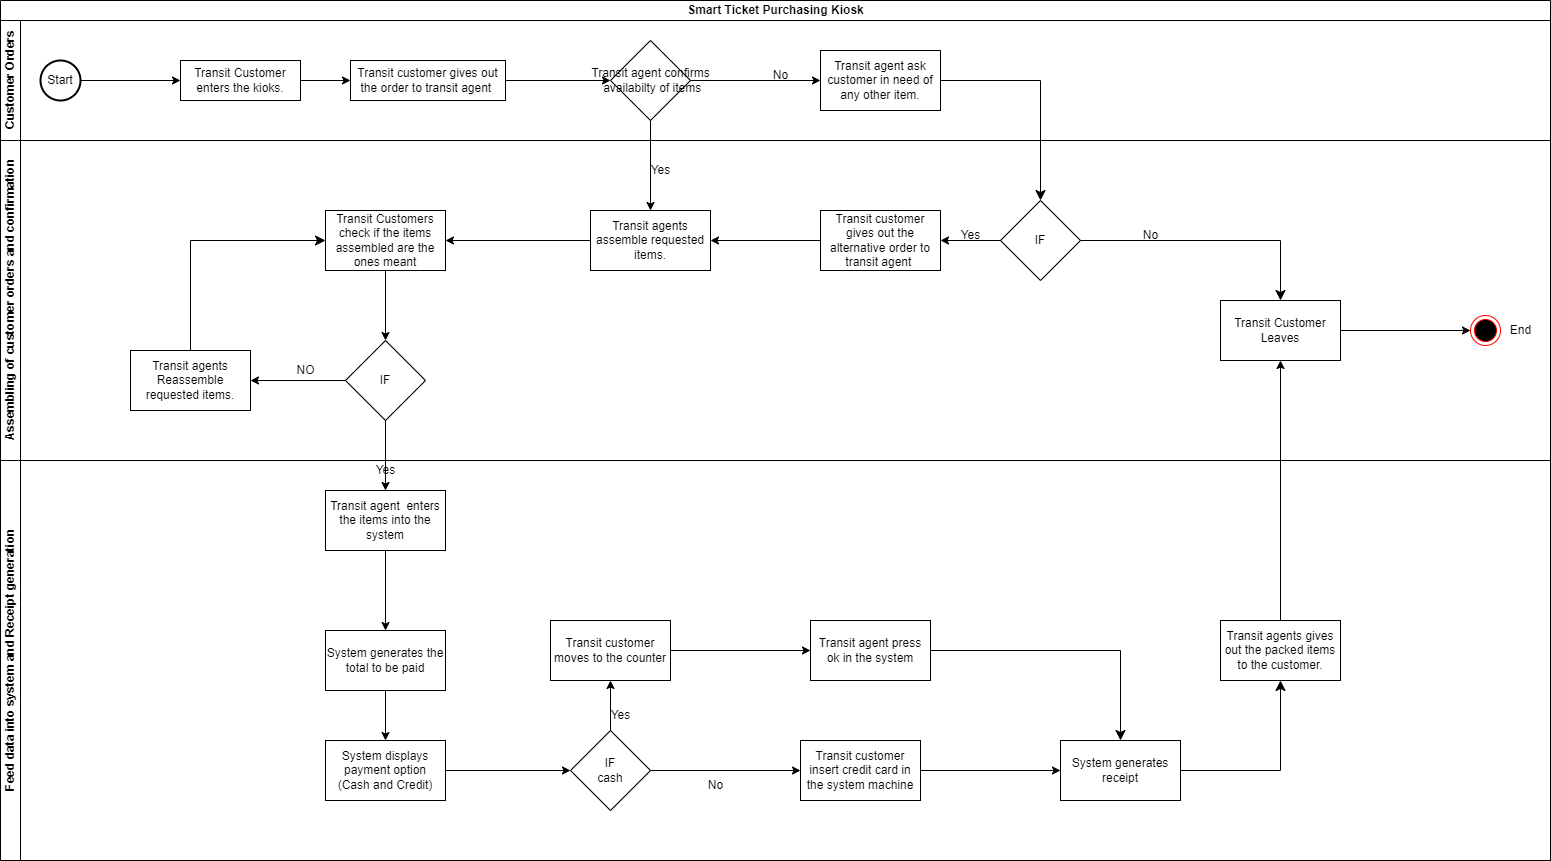 Smart Ticket Purchasing Kiosk
Customer Orders
Start
Transit Customer
enters the kioks.
Transit customer gives out
the order to transit agent
Transit agent confirms
availabilty of items
No
Transit agent ask
customer in need of
any other item.
Yes
Assembling of customer orders and confirmation
Transit Customers
check if the items
assembled are the
ones meant
Transit agents
assemble requested
items.
Transit customer
gives out the
alternative order to
transit agent
Yes
IF
No
Transit Customer
Leaves
End
Transit agents
Reassemble
requested items.
NO
IF
Yes
Feed data into system and Receipt generation
Transit agent  enters
the items into the
system
System generates the
total to be paid
Transit customer
moves to the counter
Transit agent press
ok in the system
Transit agents gives
out the packed items
to the customer.
Yes
System displays
payment option
(Cash and Credit)
IF
cash
No
Transit customer
insert credit card in
the system machine
System generates
receipt